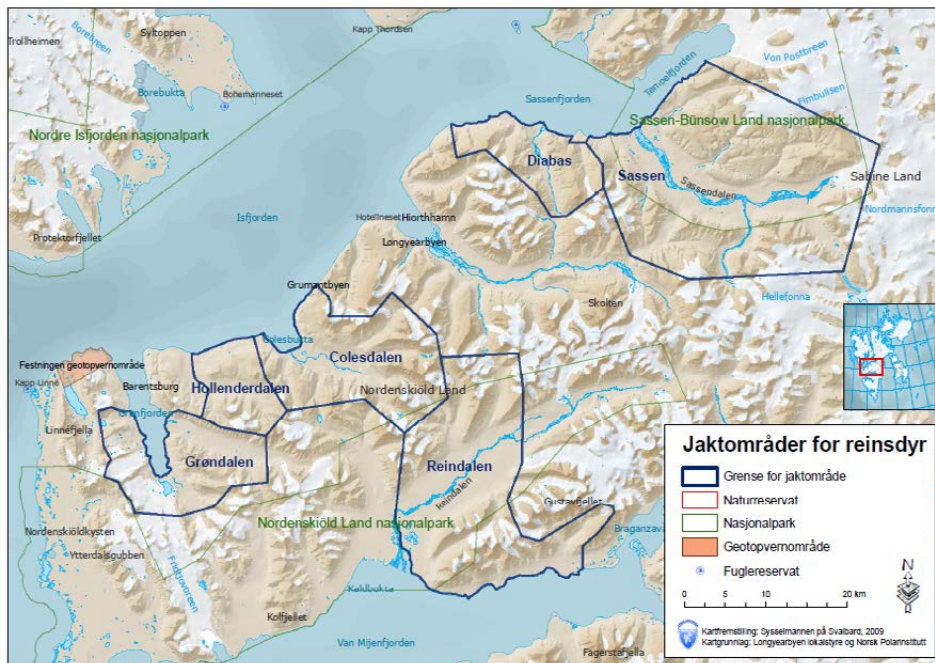 Trollheimen
Borebreen
Syltoppen
Kapp Thordsen
Von Postbreen
Tempelfjorden
Borebukta
Bohemanneset
Sassenfjorden
Fimbulisen
Nordre Isfjorden nasjonalpark
Sassen-Bünsow Land nasjonalpark
Diabas
Sassen
Sassendalen
Sabine Land
Isfjorden
Hotellneset
Hiorthhamn
Nordmannsfonna
Protektorfjellet
Longyearbyen
Grumantbyen
Skolten
Hellefonna
Colesbukta
Festningen geotopvernområde
Colesdalen
Kapp Linné
Barentsburg
Hollenderdalen
Nordenskiöld Land
Grønfjorden
Linnéfjella
Grøndalen
Reindalen
Reindalen
Gustavfjellet
Nordenskiöldkysten
Nordenskiöld Land nasjonalpark
Ytterdalsgubben
Fridtjovbreen
Kaldbukta
Kolfjellet
Van Mijenfjorden
Fagerstafjella
Jaktområder for reinsdyr
Grense for jaktområde
Naturreservat
Nasjonalpark
Geotopvernområde
Fuglereservat
N
0 5 10 20 km
Kartfremstilling: Sysselmannen på Svalbard, 2009
Kartgrunnlag: Longyearbyen lokalstyre og Norsk Polarinstitutt